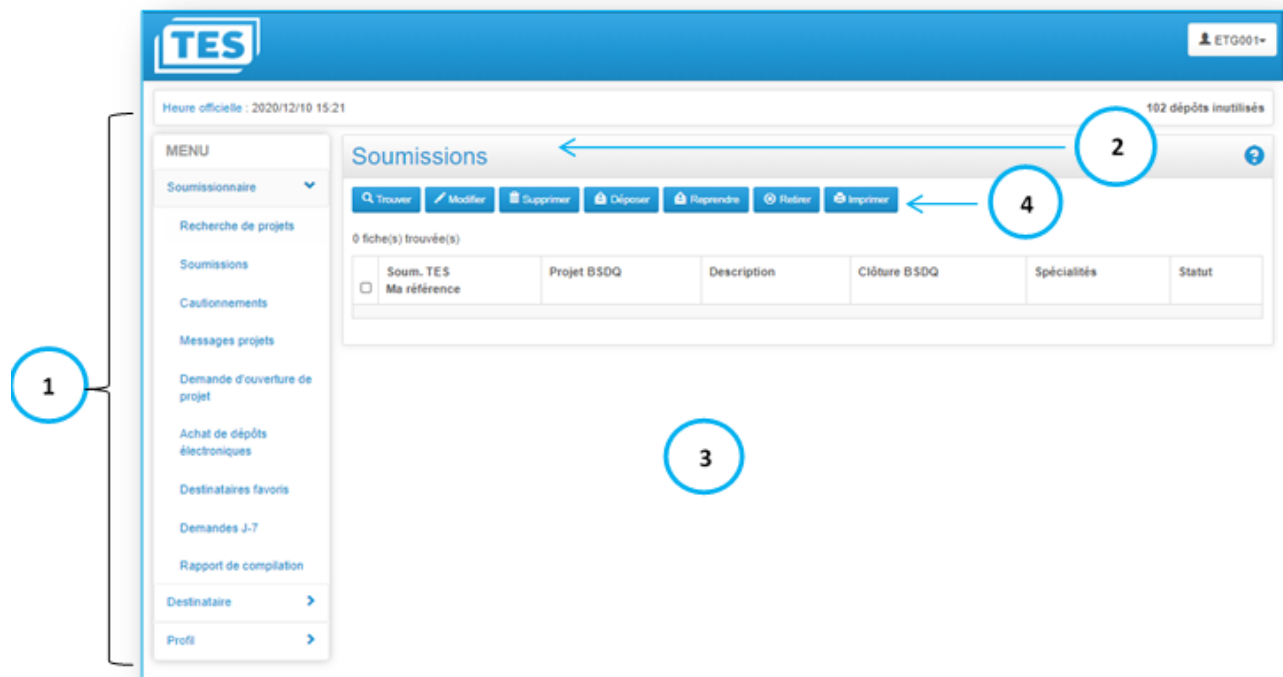 TES
ETG001
Heure officielle : 2020/12/10 15:21
102 dépôts inutilisés
MENU
Soumissionnaire
Recherche de projets
Soumissions
Cautionnements
Messages projets
Demande d'ouverture de
projet
Achat de dépôts
électroniques
Destinataires favoris
Demandes J-7
Rapport de compilation
Destinataire
Profil
1
Soumissions
2
?
Trouver Modifier Supprimer Déposer Reprendre Retirer Imprimer
4
0 fiche(s) trouvée(s)
Soum. TES Projet BSDQ Description Clôture BSDQ Spécialités Statut
Ma référence
3